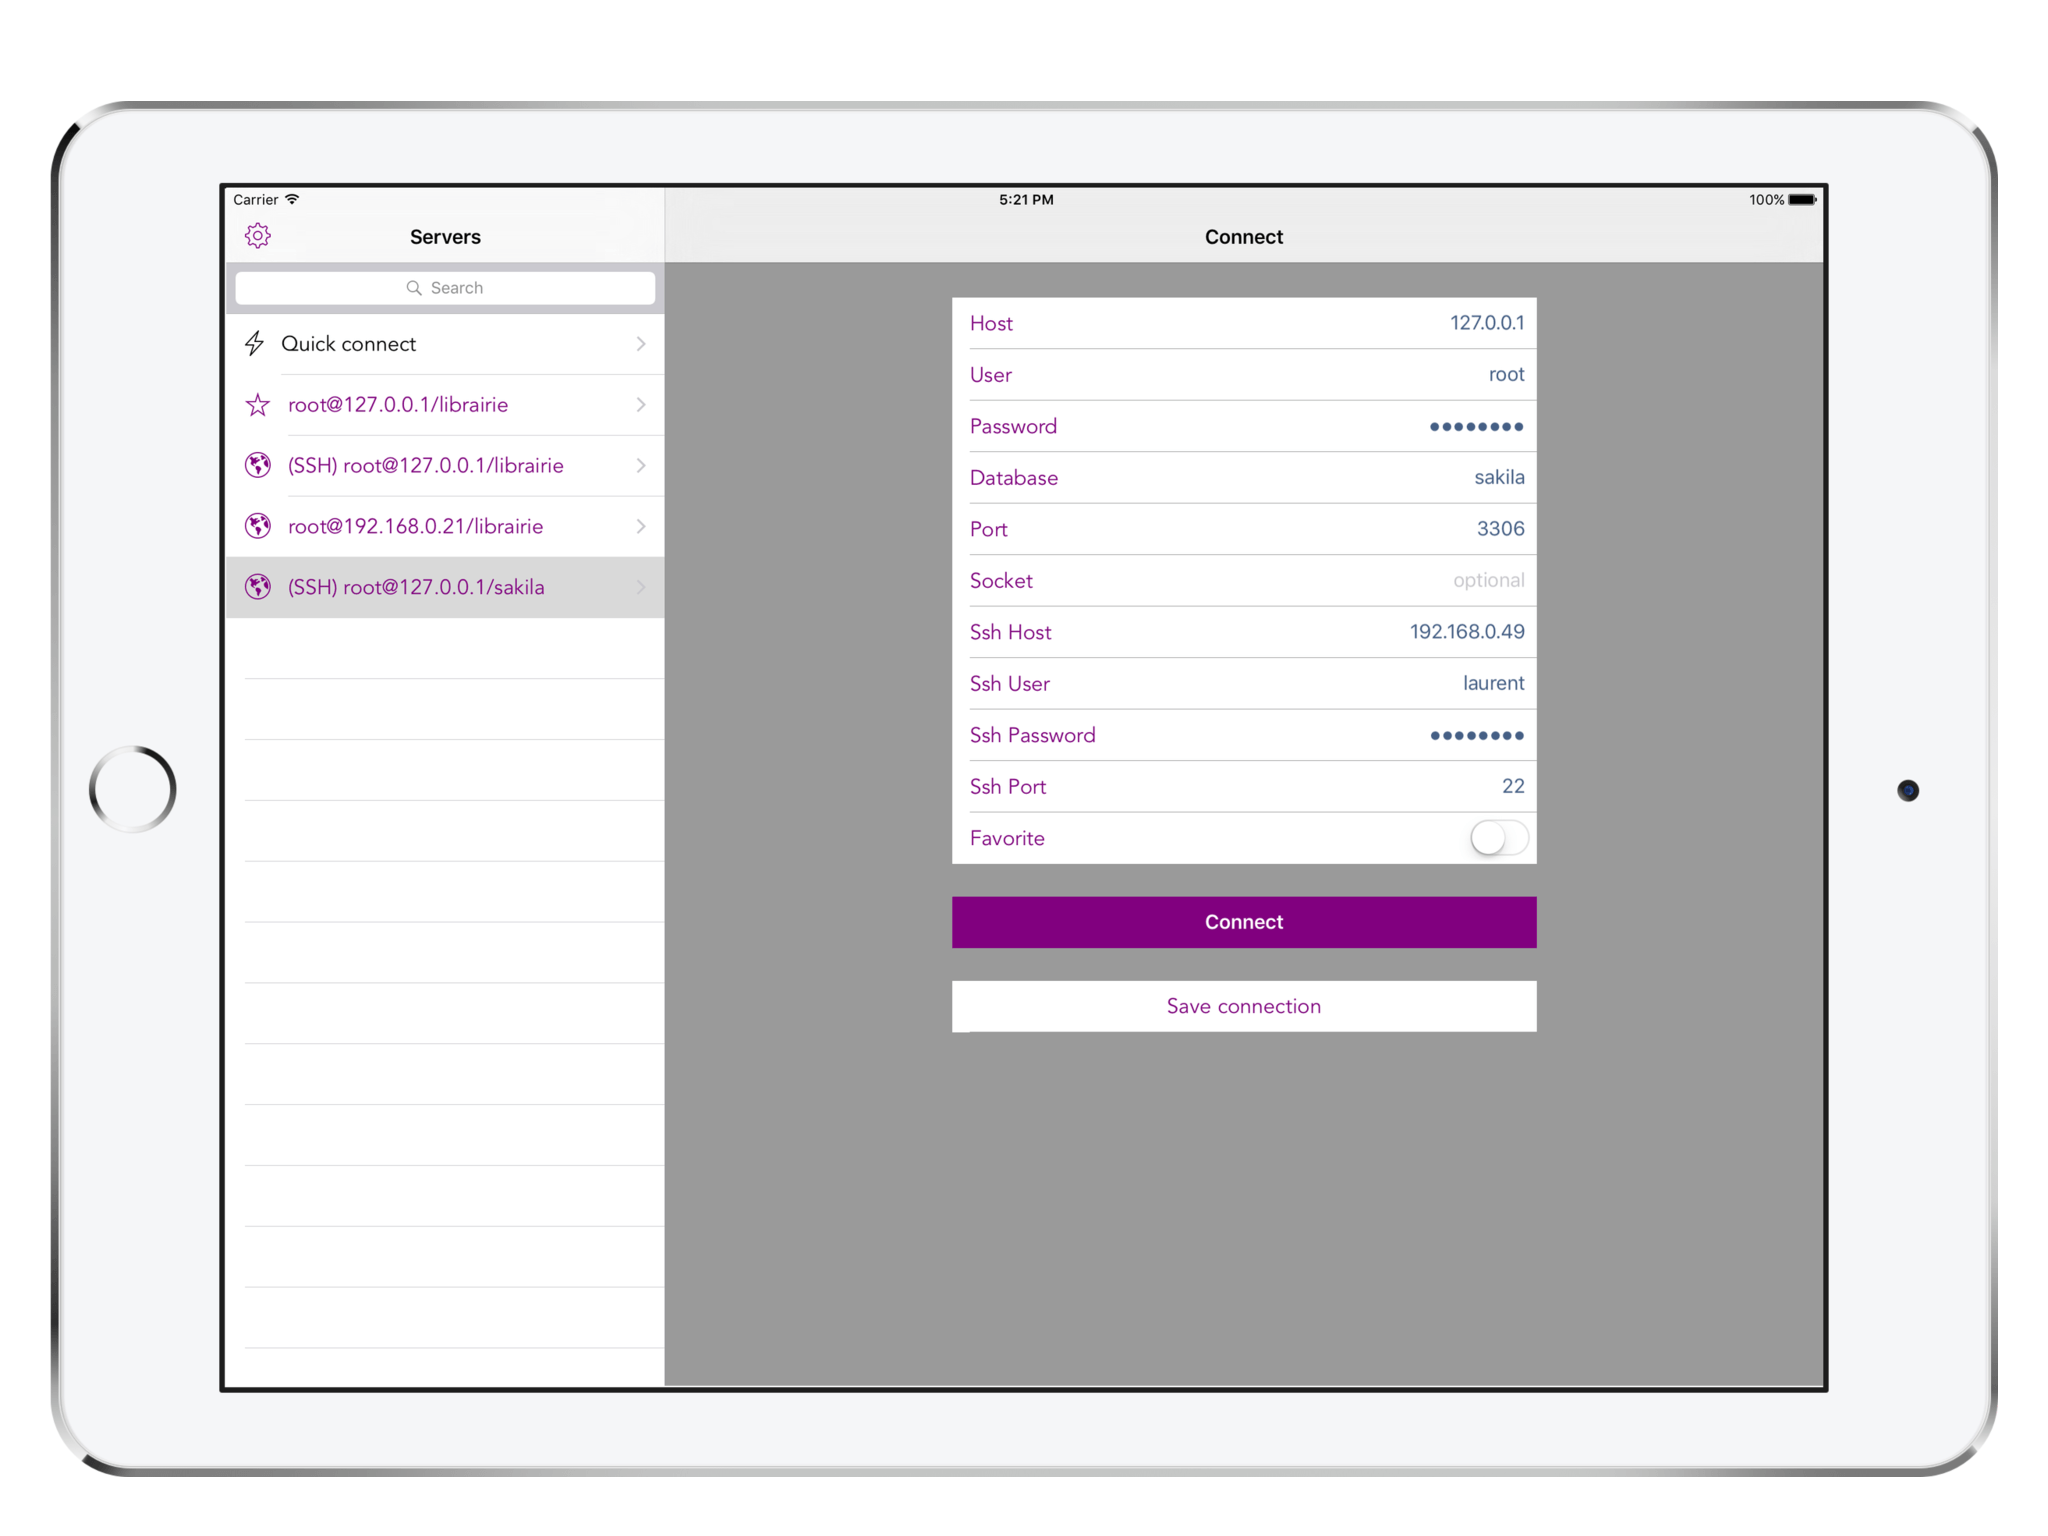 Carrier
5:21 PM
100%
Servers
Connect
Search
Quick connect
root@127.0.0.1/librairie
(SSH) root@127.0.0.1/librairie
root@192.168.0.21/librairie
(SSH) root@127.0.0.1/sakila
Host 127.0.0.1
User root
Password ••••••••
Database sakila
Port 3306
Socket optional
Ssh Host 192.168.0.49
Ssh User laurent
Ssh Password ••••••••
Ssh Port 22
Favorite
Connect
Save connection